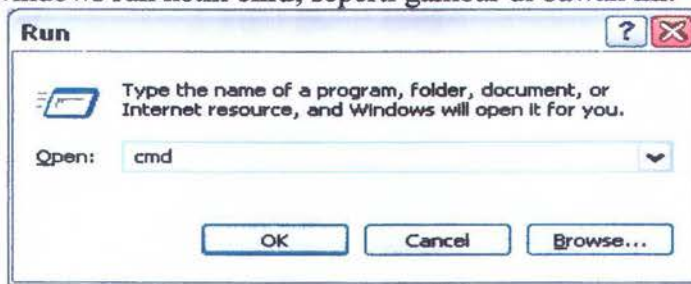 Run
Type the name of a program, folder, document, or
Internet resource, and Windows will open it for you.
Open:
cmd
OK
Cancel
Browse...